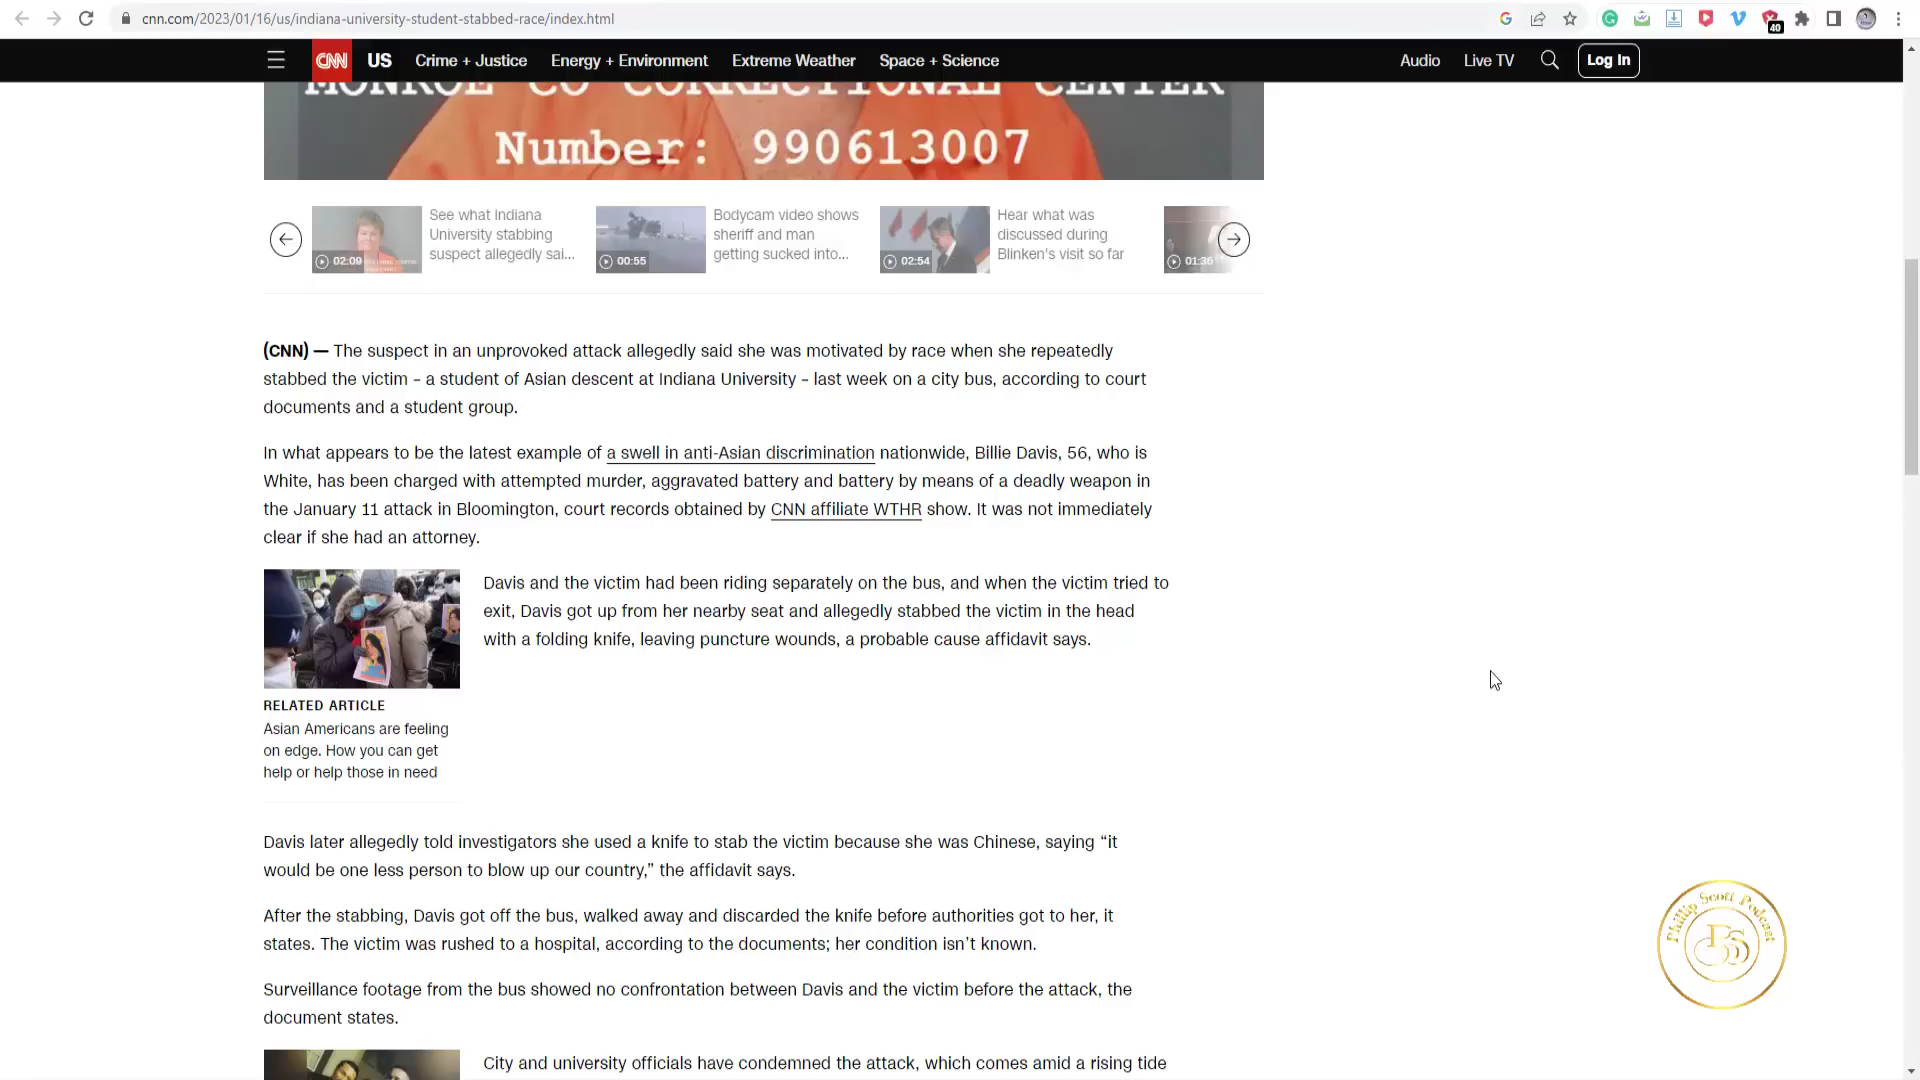 cnn.com/2023/01/16/us/indiana-university-student-stabbed-race/index.html
40
CNN US Crime + Justice Energy + Environment Extreme Weather Space + Science Audio Live TV Log In
MONROE CO CORRECTIONAL CENTER
Number: 990613007
See what Indiana
University stabbing
suspect allegedly sai...
02:09
Bodycam video shows
sheriff and man
getting sucked into...
00:55
Hear what was
discussed during
Blinken's visit so far
02:54
01:36
(CNN) — The suspect in an unprovoked attack allegedly said she was motivated by race when she repeatedly
stabbed the victim – a student of Asian descent at Indiana University – last week on a city bus, according to court
documents and a student group.
In what appears to be the latest example of a swell in anti-Asian discrimination nationwide, Billie Davis, 56, who is
White, has been charged with attempted murder, aggravated battery and battery by means of a deadly weapon in
the January 11 attack in Bloomington, court records obtained by CNN affiliate WTHR show. It was not immediately
clear if she had an attorney.
Davis and the victim had been riding separately on the bus, and when the victim tried to
exit, Davis got up from her nearby seat and allegedly stabbed the victim in the head
with a folding knife, leaving puncture wounds, a probable cause affidavit says.
RELATED ARTICLE
Asian Americans are feeling
on edge. How you can get
help or help those in need
Davis later allegedly told investigators she used a knife to stab the victim because she was Chinese, saying “it
would be one less person to blow up our country,” the affidavit says.
After the stabbing, Davis got off the bus, walked away and discarded the knife before authorities got to her, it
states. The victim was rushed to a hospital, according to the documents; her condition isn’t known.
Surveillance footage from the bus showed no confrontation between Davis and the victim before the attack, the
document states.
City and university officials have condemned the attack, which comes amid a rising tide
Phillip Scott Podcast